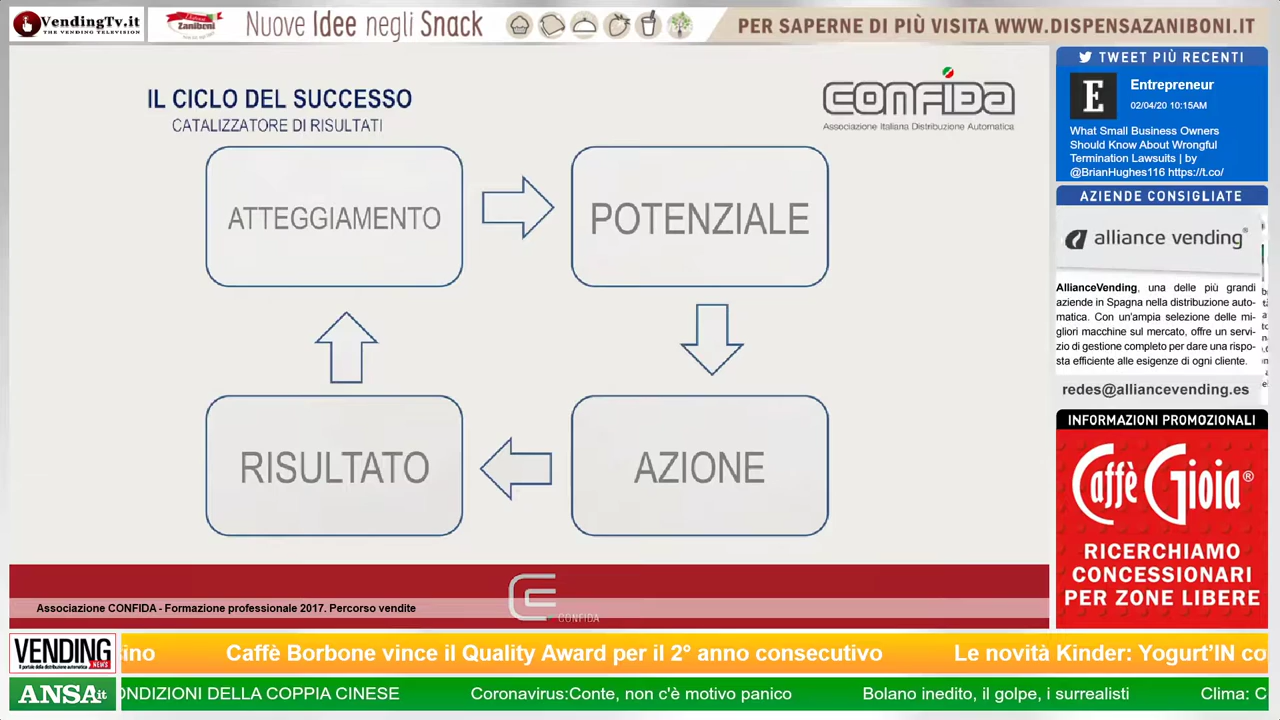 VendingTv.it
THE VENDING TELEVISION
Zaniboni
Nuove Idee negli Snack
PER SAPERNE DI PIÙ VISITA WWW.DISPENSAZANIBONI.IT
IL CICLO DEL SUCCESSO
CATALIZZATORE DI RISULTATI
CONFIDA
Associazione Italiana Distribuzione Automatica
ATTEGGIAMENTO
POTENZIALE
RISULTATO
AZIONE
CONFIDA
Associazione CONFIDA - Formazione professionale 2017. Percorso vendite
TWEET PIÙ RECENTI
E
Entrepreneur
02/04/20 10:15AM
What Small Business Owners
Should Know About Wrongful
Termination Lawsuits | by
@BrianHughes116 https://t.co/
AZIENDE CONSIGLIATE
alliance vending®
AllianceVending, una delle più grandi
aziende in Spagna nella distribuzione auto-
matica. Con un'ampia selezione delle mi-
gliori macchine sul mercato, offre un servi-
zio di gestione completo per dare una rispo-
sta efficiente alle esigenze di ogni cliente.
redes@alliancevending.es
INFORMAZIONI PROMOZIONALI
Caffè Gioia®
RICERCHIAMO
CONCESSIONARI
PER ZONE LIBERE
VENDING
NEWS
Il portale della distribuzione automatica
ino Caffè Borbone vince il Quality Award per il 2° anno consecutivo Le novità Kinder: Yogurt'IN co
ANSA.it
ONDIZIONI DELLA COPPIA CINESE Coronavirus:Conte, non c'è motivo panico Bolano inedito, il golpe, i surrealisti Clima: C